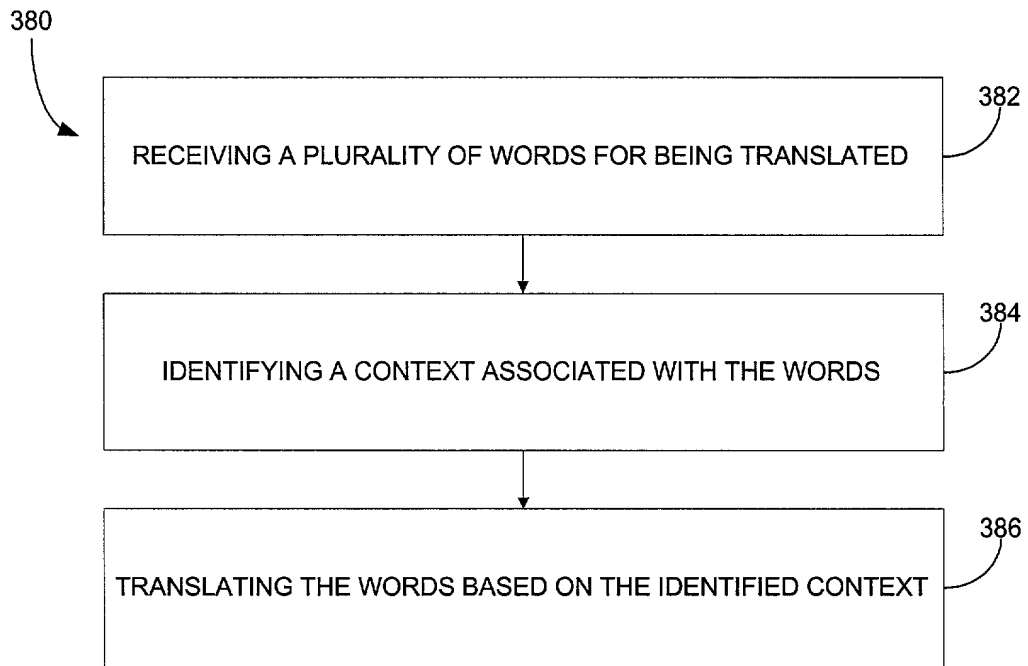 380
382
RECEIVING A PLURALITY OF WORDS FOR BEING TRANSLATED
384
IDENTIFYING A CONTEXT ASSOCIATED WITH THE WORDS
386
TRANSLATING THE WORDS BASED ON THE IDENTIFIED CONTEXT